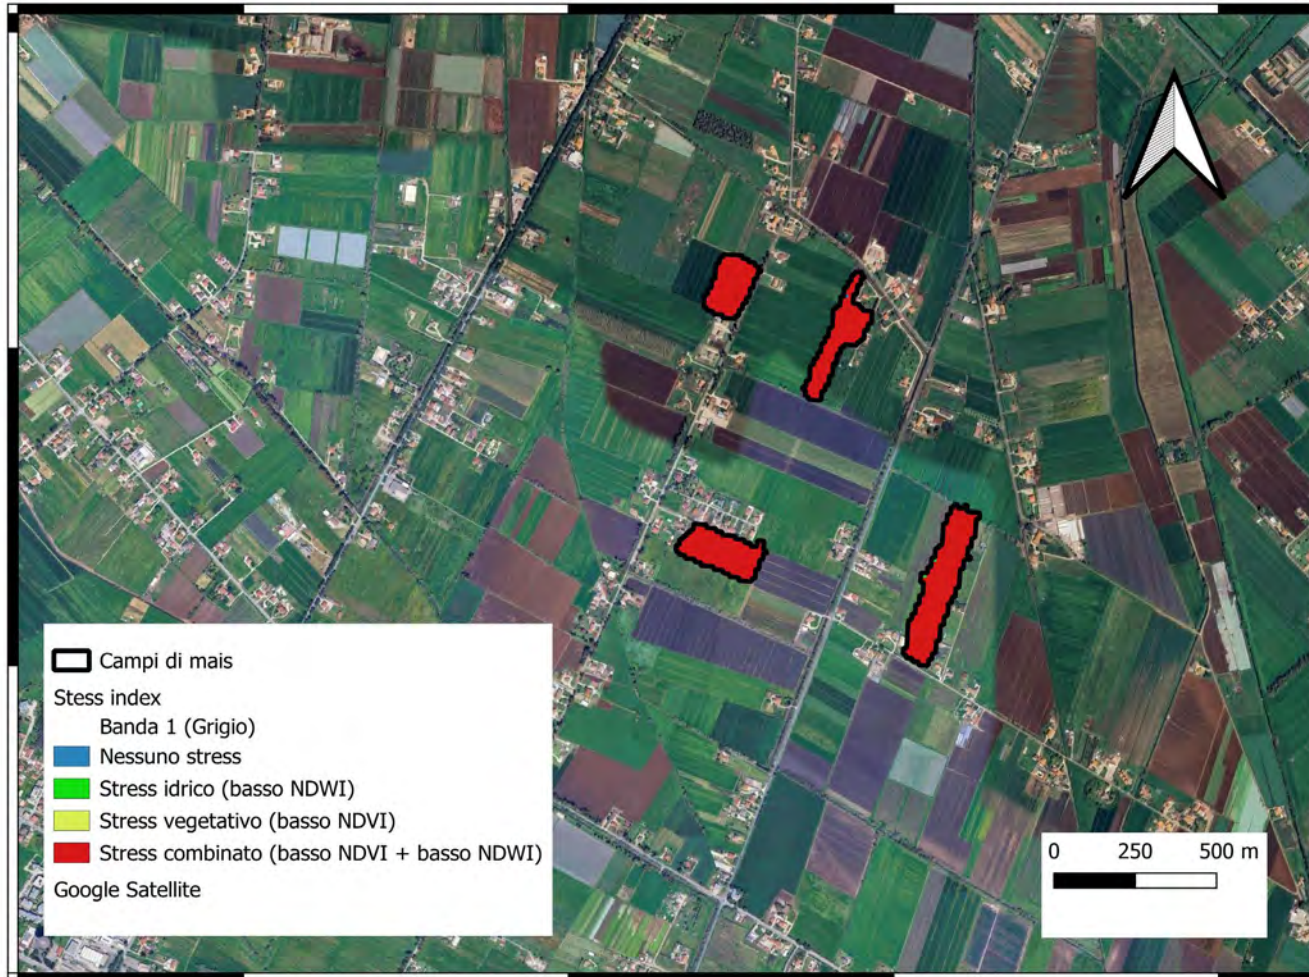 Campi di mais
Stess index
Banda 1 (Grigio)
Nessuno stress
Stress idrico (basso NDWI)
Stress vegetativo (basso NDVI)
Stress combinato (basso NDVI + basso NDWI)
Google Satellite
0 250 500 m